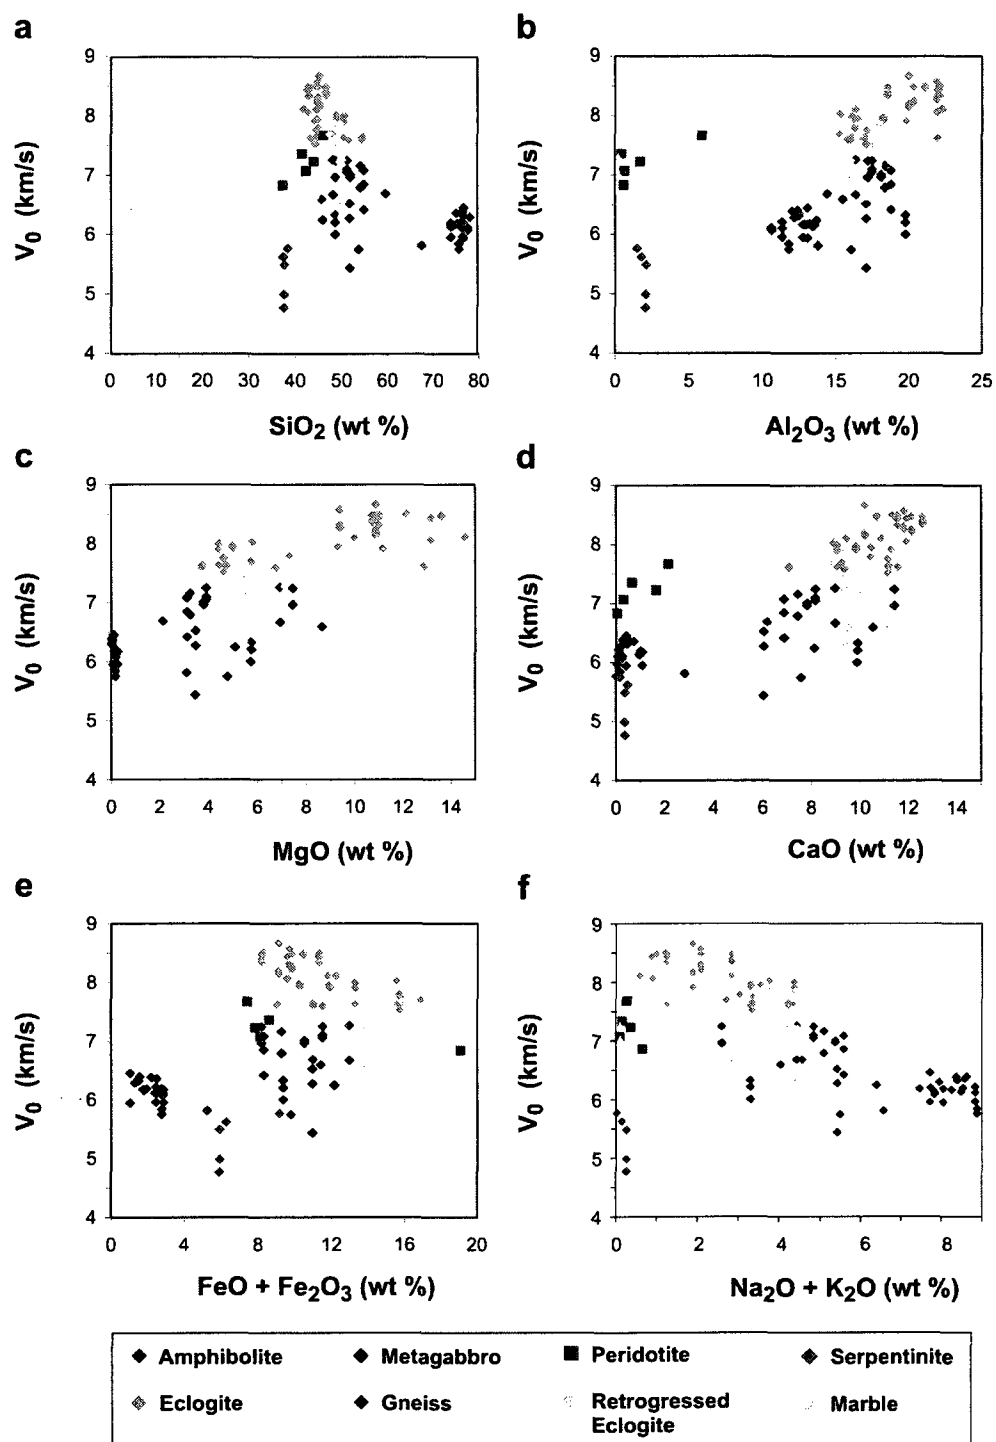 a
b
9
8
7
6
5
4
V0 (km/s)
0 10 20 30 40 50 60 70 80
SiO2 (wt %)
9
8
7
6
5
4
V0 (km/s)
0 5 10 15 20 25
Al2O3 (wt %)
c
d
9
8
7
6
5
4
V0 (km/s)
0 2 4 6 8 10 12 14
MgO (wt %)
9
8
7
6
5
4
V0 (km/s)
0 2 4 6 8 10 12 14
CaO (wt %)
e
f
9
8
7
6
5
4
V0 (km/s)
0 4 8 12 16 20
FeO + Fe2O3 (wt %)
9
8
7
6
5
4
V0 (km/s)
0 2 4 6 8
Na2O + K2O (wt %)
Amphibolite
Metagabbro
Peridotite
Serpentinite
Eclogite
Gneiss
Retrogressed
Eclogite
Marble